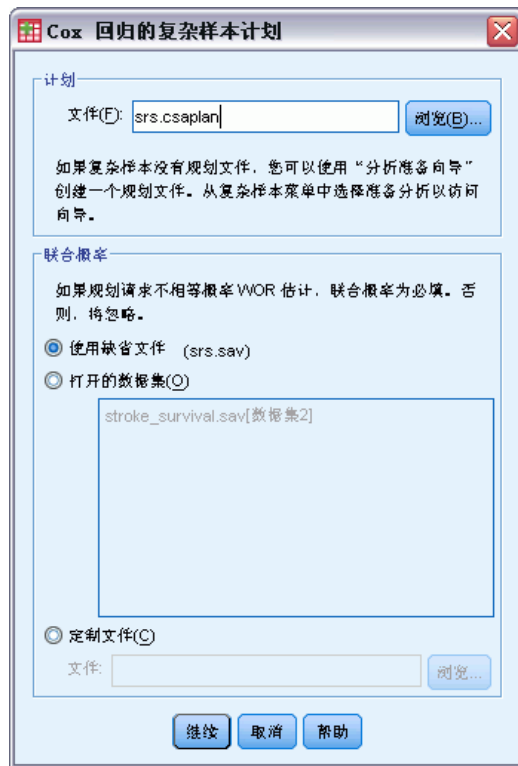 Cox 回归的复杂样本计划
计划
文件(F): srs.csaplan 浏览(B)...
如果复杂样本没有规划文件，您可以使用“分析准备向导”
创建一个规划文件。从复杂样本菜单中选择准备分析以访问
向导。
联合概率
如果规划请求不相等概率 WOR 估计，联合概率为必填。否
则，将忽略。
使用缺省文件 (srs.sav)
打开的数据集(O)
stroke_survival.sav[数据集2]
定制文件(C)
文件: 浏览...
继续 取消 帮助